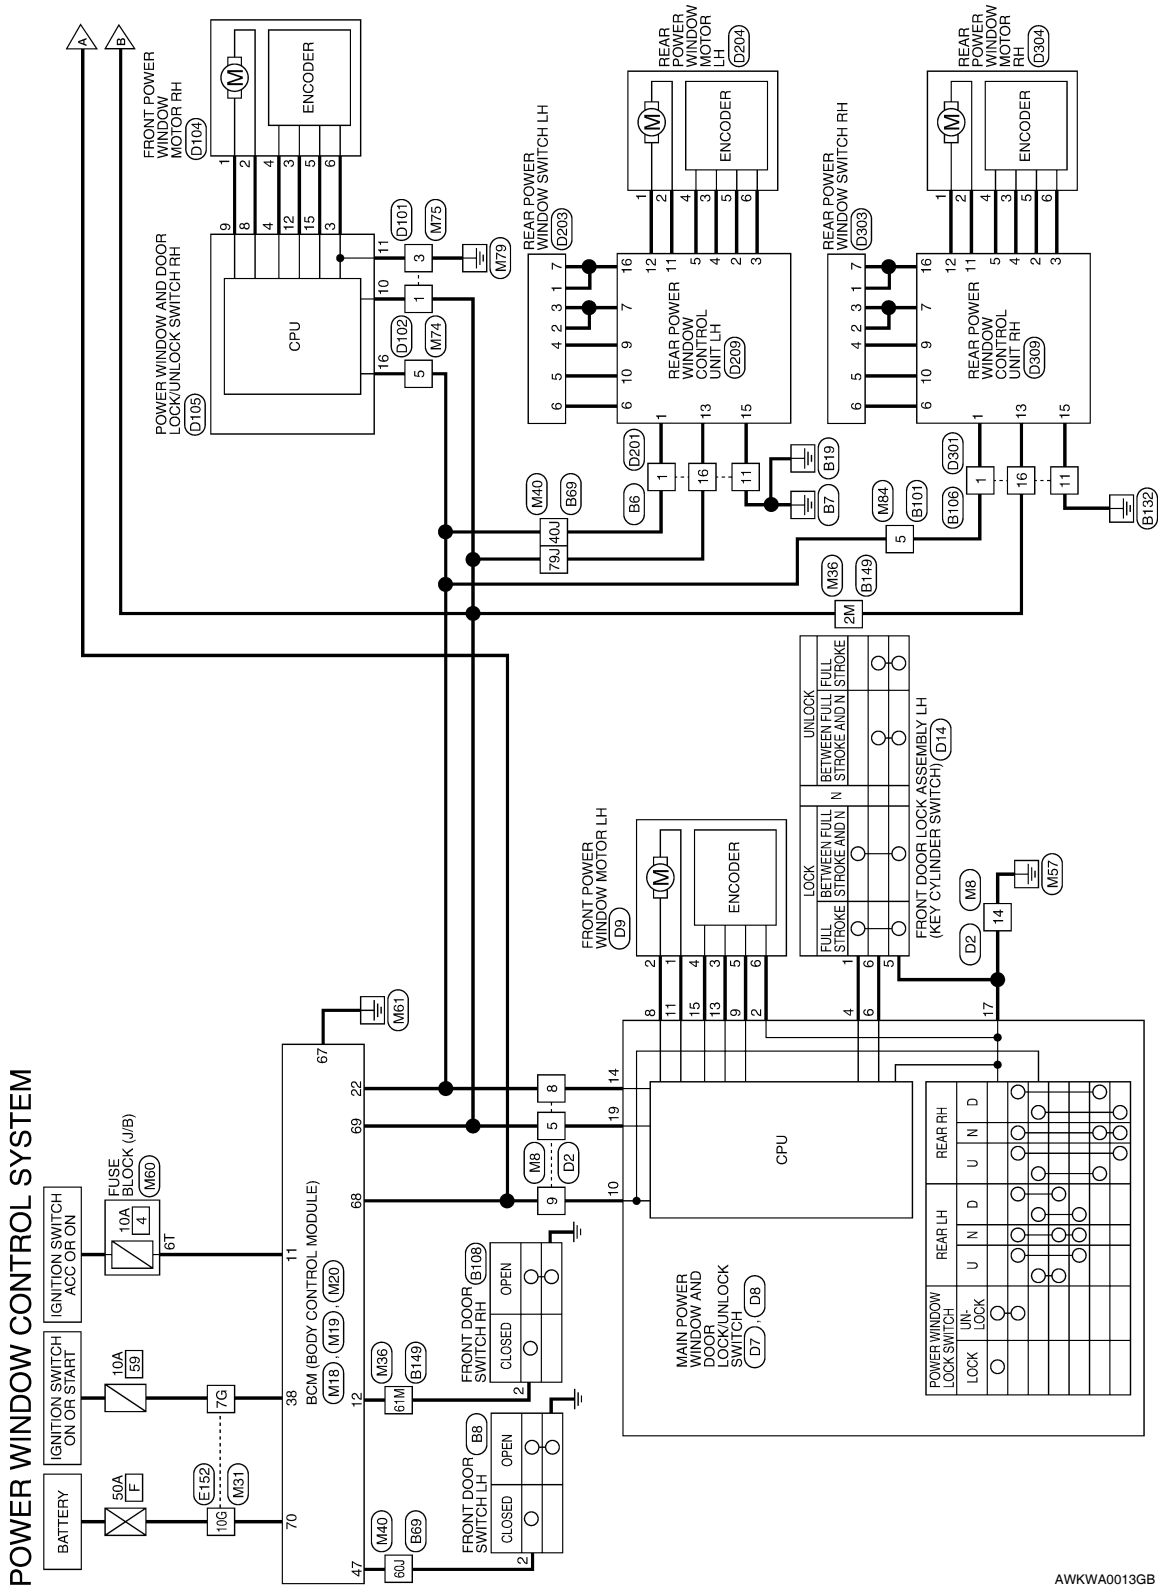 POWER WINDOW CONTROL SYSTEM
BATTERY
50A
F
E152
10G
M31
70
IGNITION SWITCH
ON OR START
10A
59
7G
38
IGNITION SWITCH
ACC OR ON
FUSE
BLOCK (J/B)
M60
10A
4
6T
11
BCM (BODY CONTROL MODULE)
M18 , M19 , M20
67
M61
47
12
68
69
22
M40
60J
B69
M36
61M
B149
FRONT DOOR
SWITCH LH
B8
CLOSED
OPEN
2
FRONT DOOR
SWITCH RH
B108
CLOSED
OPEN
2
M8
D2
9
5
8
10
19
14
MAIN POWER
WINDOW AND
DOOR
LOCK/UNLOCK
SWITCH
D7 , D8
CPU
POWER WINDOW
LOCK SWITCH
LOCK
UN-
LOCK
REAR LH
U
N
D
REAR RH
U
N
D
8
11
15
13
9
2
4
6
17
FRONT POWER
WINDOW MOTOR LH
D9
2
1
4
3
5
6
M
ENCODER
1
6
5
LOCK
FULL
STROKE
BETWEEN FULL
STROKE AND N
N
UNLOCK
BETWEEN FULL
STROKE AND N
FULL
STROKE
FRONT DOOR LOCK ASSEMBLY LH
(KEY CYLINDER SWITCH)
D14
D2
14
M8
M57
A
B
FRONT POWER
WINDOW
MOTOR RH
D104
M
ENCODER
1
2
4
3
5
6
9
8
4
12
15
3
POWER WINDOW AND DOOR
LOCK/UNLOCK SWITCH RH
D105
CPU
16
10
11
D102
5
M74
1
D101
3
M75
M79
M40
40J
79J
B69
M36
2M
B149
M84
5
B101
REAR POWER
WINDOW SWITCH LH
D203
6
5
4
2
3
1
7
6
10
9
7
16
REAR POWER
WINDOW
CONTROL
UNIT LH
D209
12
11
5
4
2
3
1
2
4
3
5
6
REAR
POWER
WINDOW
MOTOR
LH
D204
M
ENCODER
1
13
15
B6
D201
1
16
11
B7
B19
REAR POWER
WINDOW SWITCH RH
D303
6
5
4
2
3
1
7
6
10
9
7
16
REAR POWER
WINDOW
CONTROL
UNIT RH
D309
12
11
5
4
2
3
1
2
4
3
5
6
REAR
POWER
WINDOW
MOTOR
RH
D304
M
ENCODER
1
13
15
B106
D301
1
16
11
B132
AWKWA0013GB